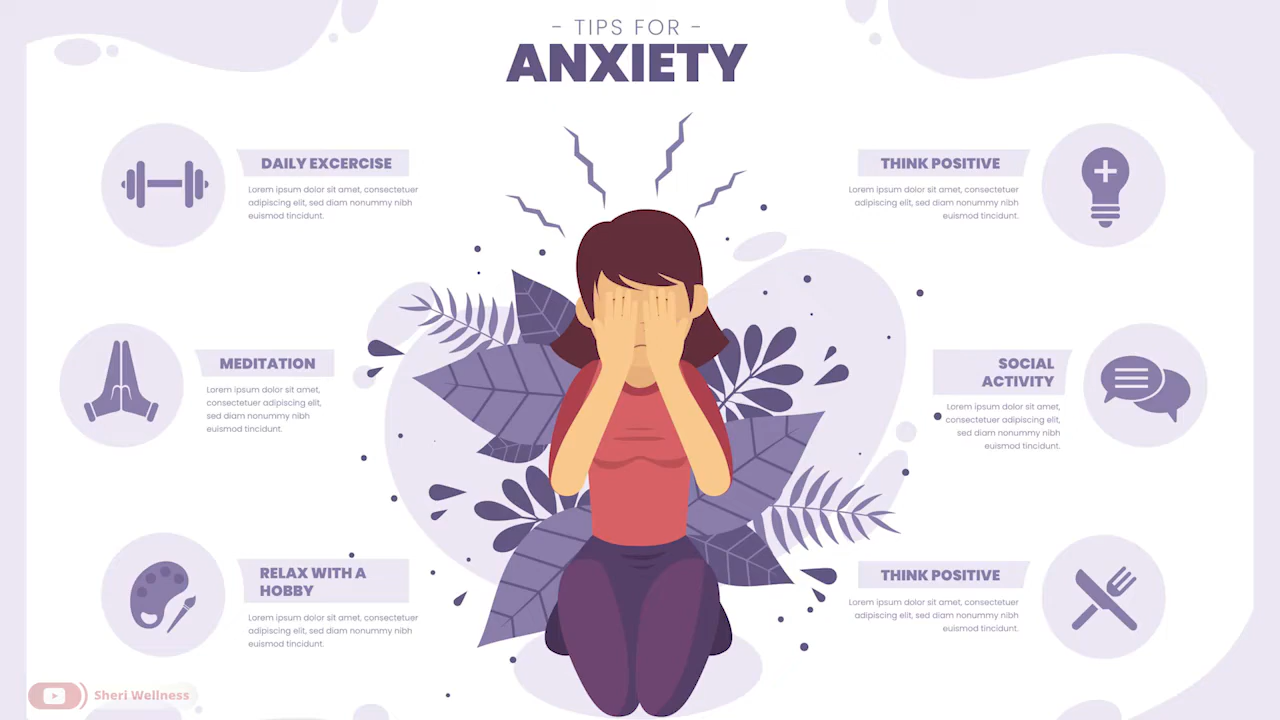 - TIPS FOR -
ANXIETY
DAILY EXCERCISE
Lorem ipsum dolor sit amet, consectetuer
adipiscing elit, sed diam nonummy nibh
euismod tincidunt.
MEDITATION
Lorem ipsum dolor sit amet,
consectetuer adipiscing elit,
sed diam nonummy nibh
euismod tincidunt.
RELAX WITH A
HOBBY
Lorem ipsum dolor sit amet, consectetuer
adipiscing elit, sed diam nonummy nibh
euismod tincidunt.
THINK POSITIVE
Lorem ipsum dolor sit amet, consectetuer
adipiscing elit, sed diam nonummy nibh
euismod tincidunt.
SOCIAL
ACTIVITY
Lorem ipsum dolor sit amet,
consectetuer adipiscing elit,
sed diam nonummy nibh
euismod tincidunt.
THINK POSITIVE
Lorem ipsum dolor sit amet, consectetuer
adipiscing elit, sed diam nonummy nibh
euismod tincidunt.
Sheri Wellness